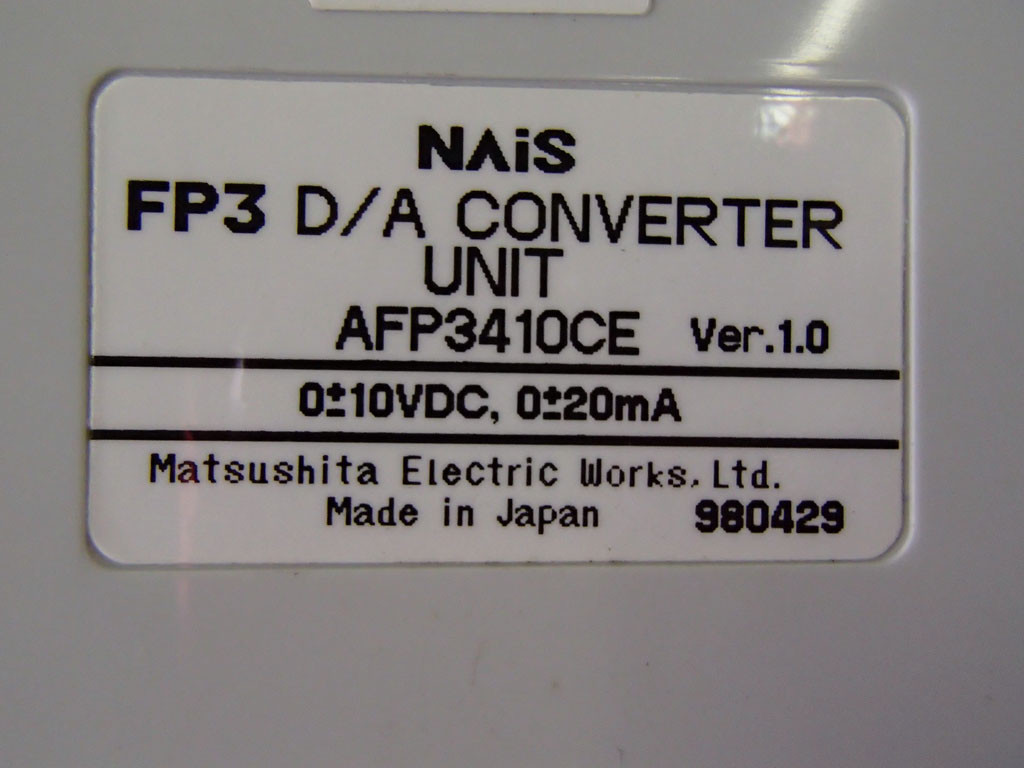 NAiS
FP3 D/A CONVERTER
UNIT
AFP3410CE Ver.1.0
0±10VDC, 0±20mA
Matsushita Electric Works, Ltd.
Made in Japan 980429